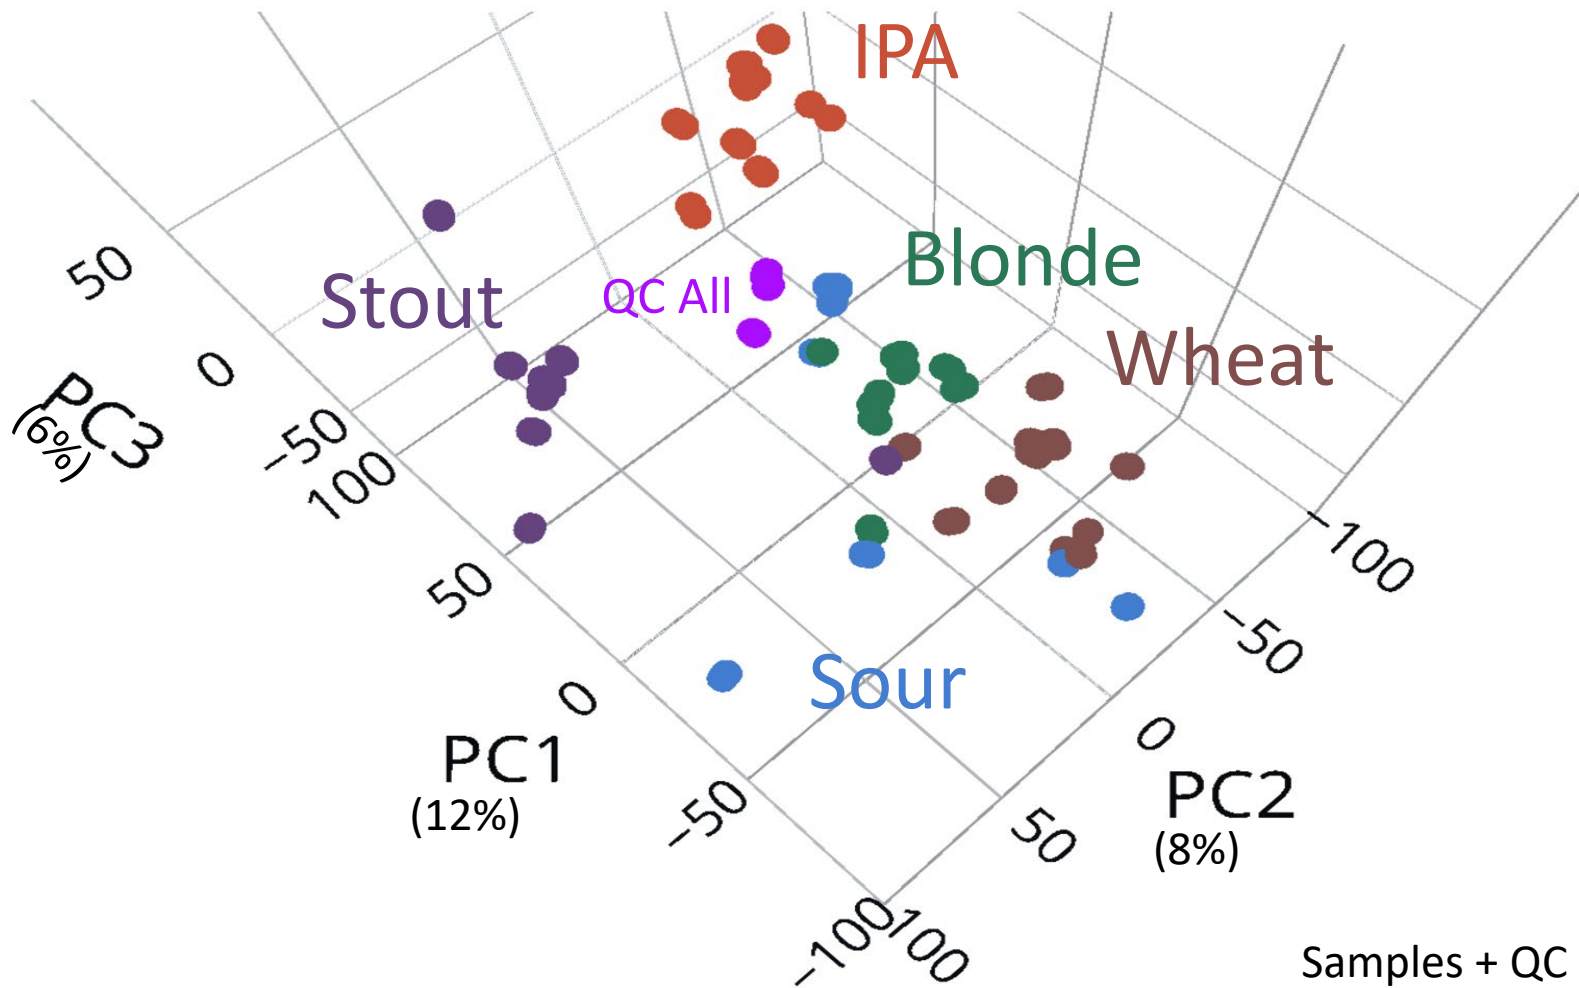 IPA
Blonde
Stout
QC All
Wheat
Sour
50
0
−50
PC3
(6%)
100
50
0
−50
−100
PC1
(12%)
−100
−50
0
50
100
PC2
(8%)
Samples + QC